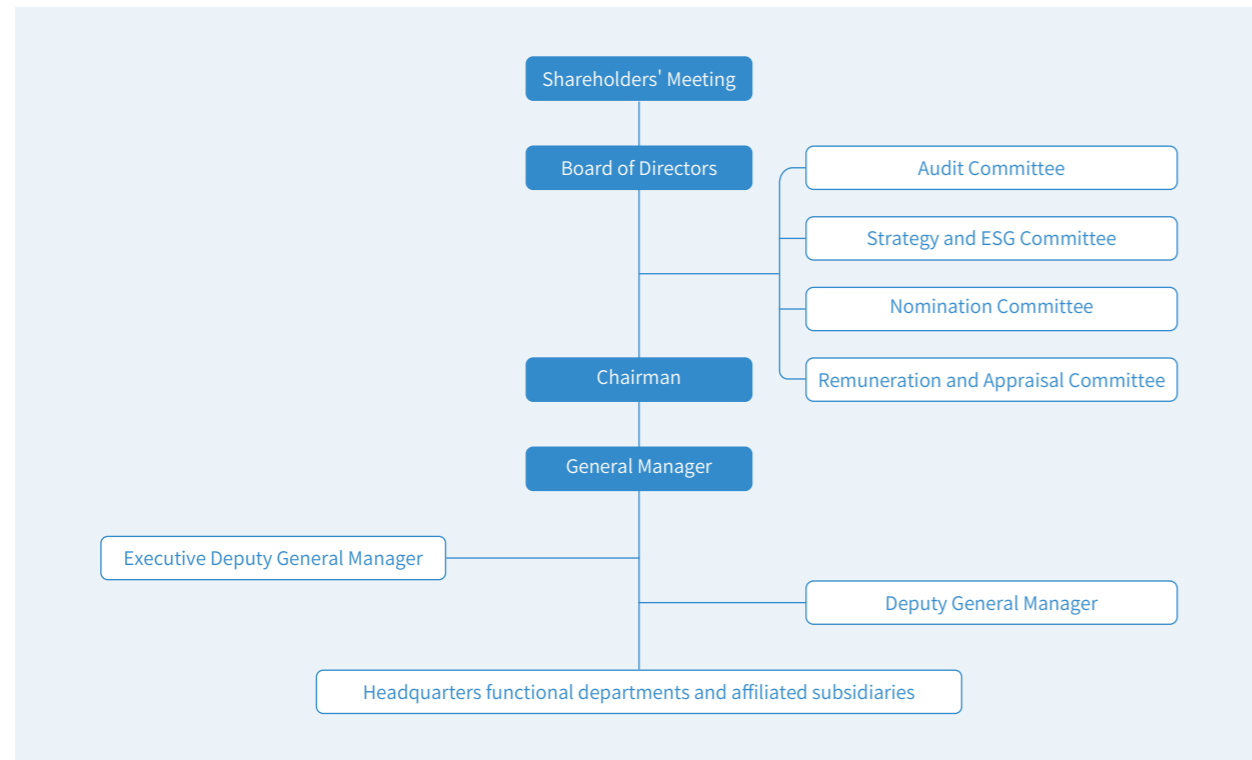 Shareholders' Meeting
Board of Directors
Audit Committee
Strategy and ESG Committee
Nomination Committee
Remuneration and Appraisal Committee
Chairman
General Manager
Executive Deputy General Manager
Deputy General Manager
Headquarters functional departments and affiliated subsidiaries